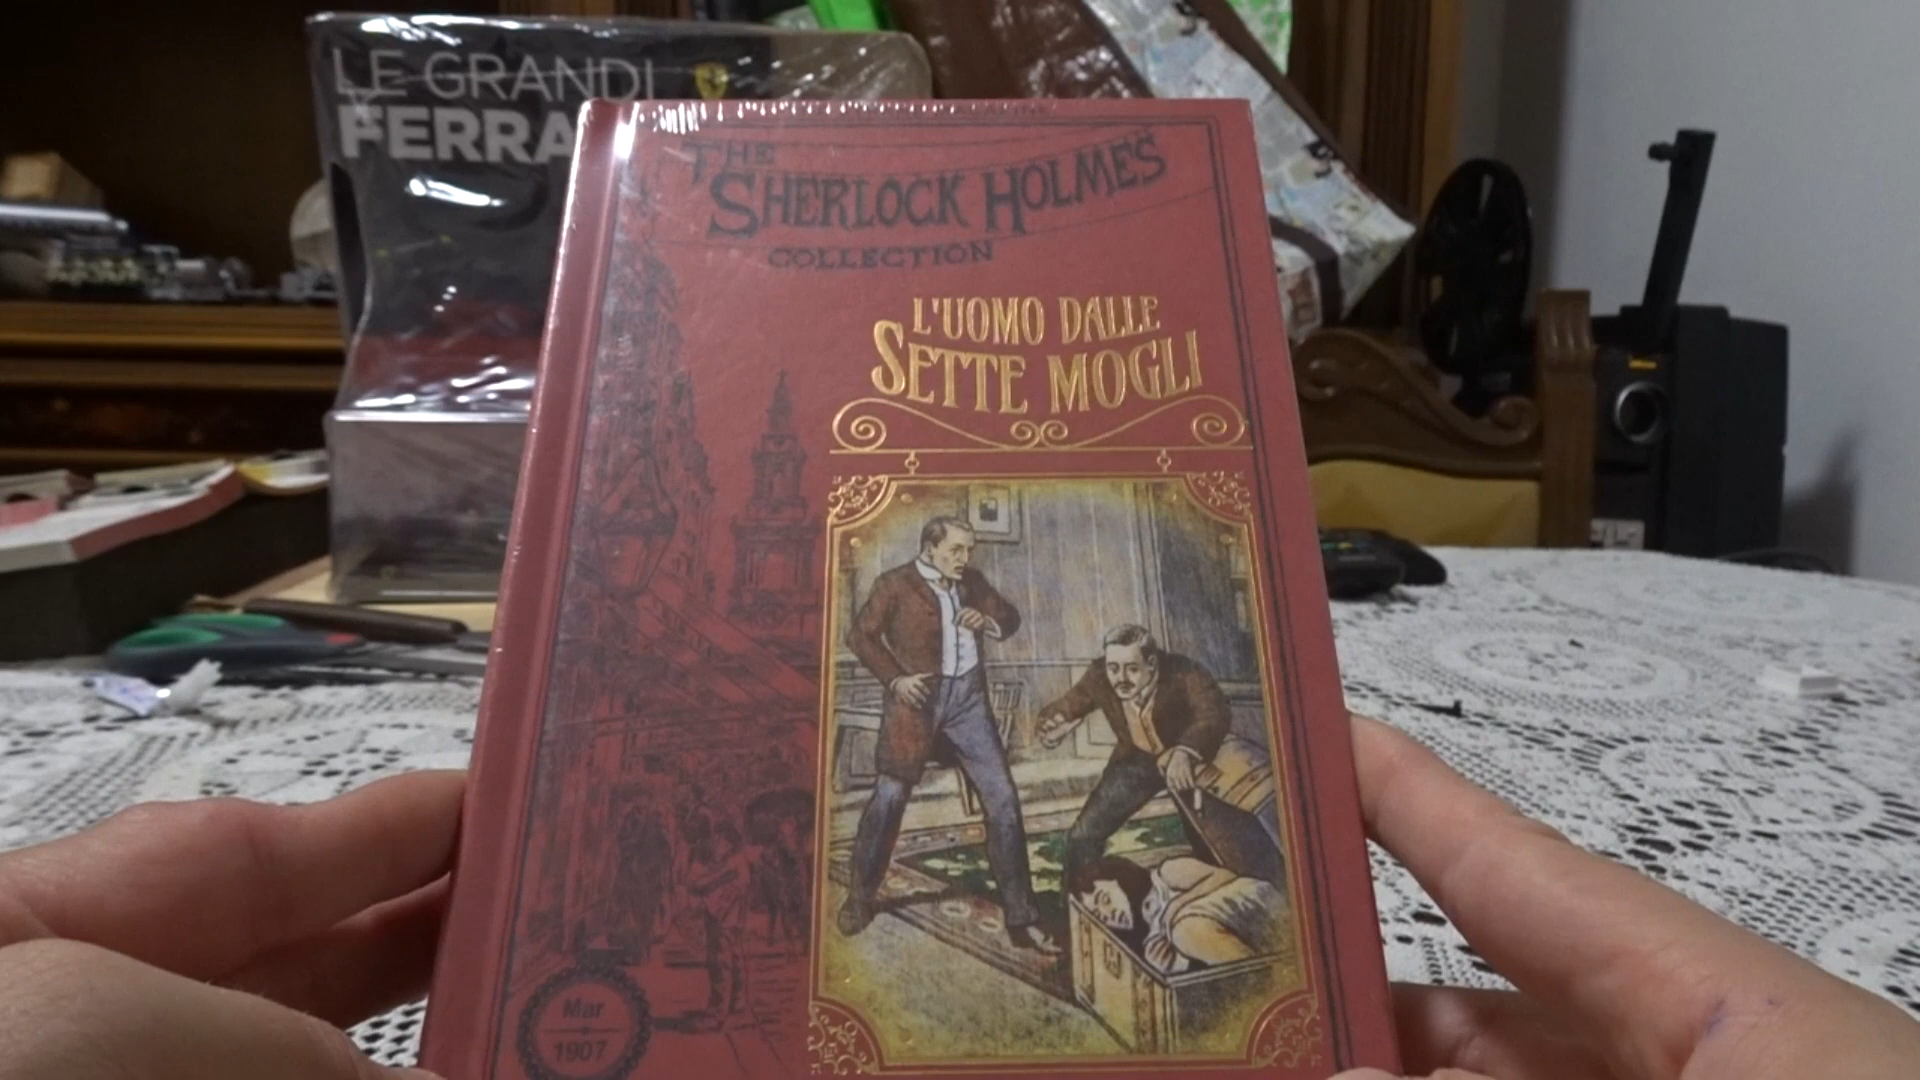 LE GRANDI
FERRA
THE
SHERLOCK HOLMES
COLLECTION
L'UOMO DALLE
SETTE MOGLI
Mar
1907